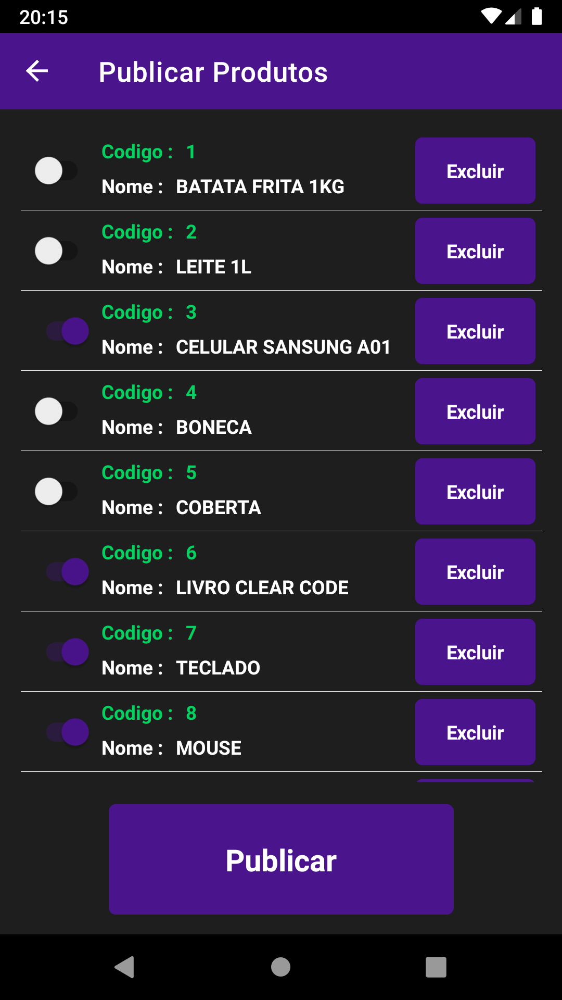 20:15
Publicar Produtos
Codigo : 1
Nome : BATATA FRITA 1KG
Excluir
Codigo : 2
Nome : LEITE 1L
Excluir
Codigo : 3
Nome : CELULAR SANSUNG A01
Excluir
Codigo : 4
Nome : BONECA
Excluir
Codigo : 5
Nome : COBERTA
Excluir
Codigo : 6
Nome : LIVRO CLEAR CODE
Excluir
Codigo : 7
Nome : TECLADO
Excluir
Codigo : 8
Nome : MOUSE
Excluir
Publicar